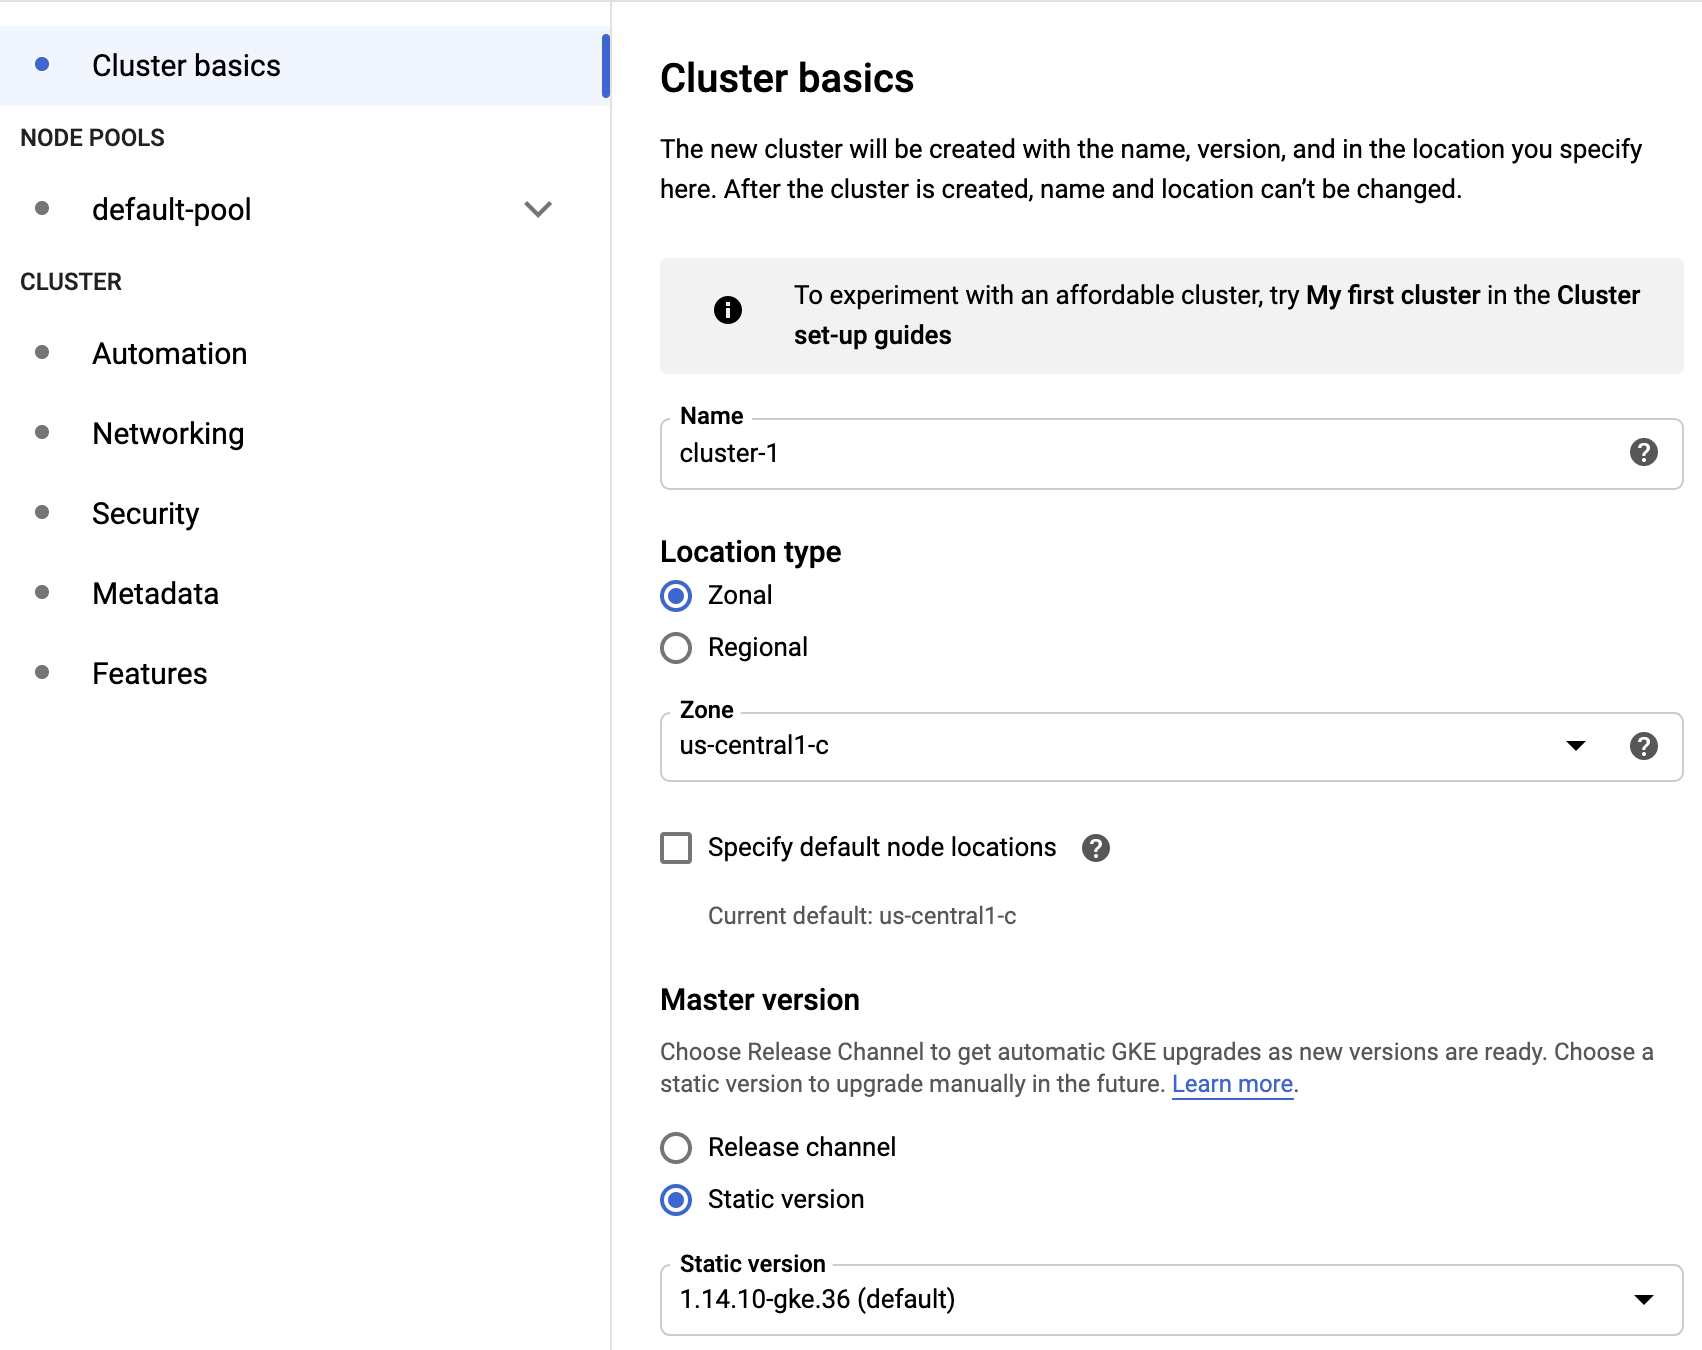 Cluster basics
NODE POOLS
default-pool
CLUSTER
Automation
Networking
Security
Metadata
Features
Cluster basics
The new cluster will be created with the name, version, and in the location you specify
here. After the cluster is created, name and location can’t be changed.
To experiment with an affordable cluster, try My first cluster in the Cluster
set-up guides
Name
cluster-1
Location type
Zonal
Regional
Zone
us-central1-c
Specify default node locations
Current default: us-central1-c
Master version
Choose Release Channel to get automatic GKE upgrades as new versions are ready. Choose a
static version to upgrade manually in the future. Learn more.
Release channel
Static version
Static version
1.14.10-gke.36 (default)